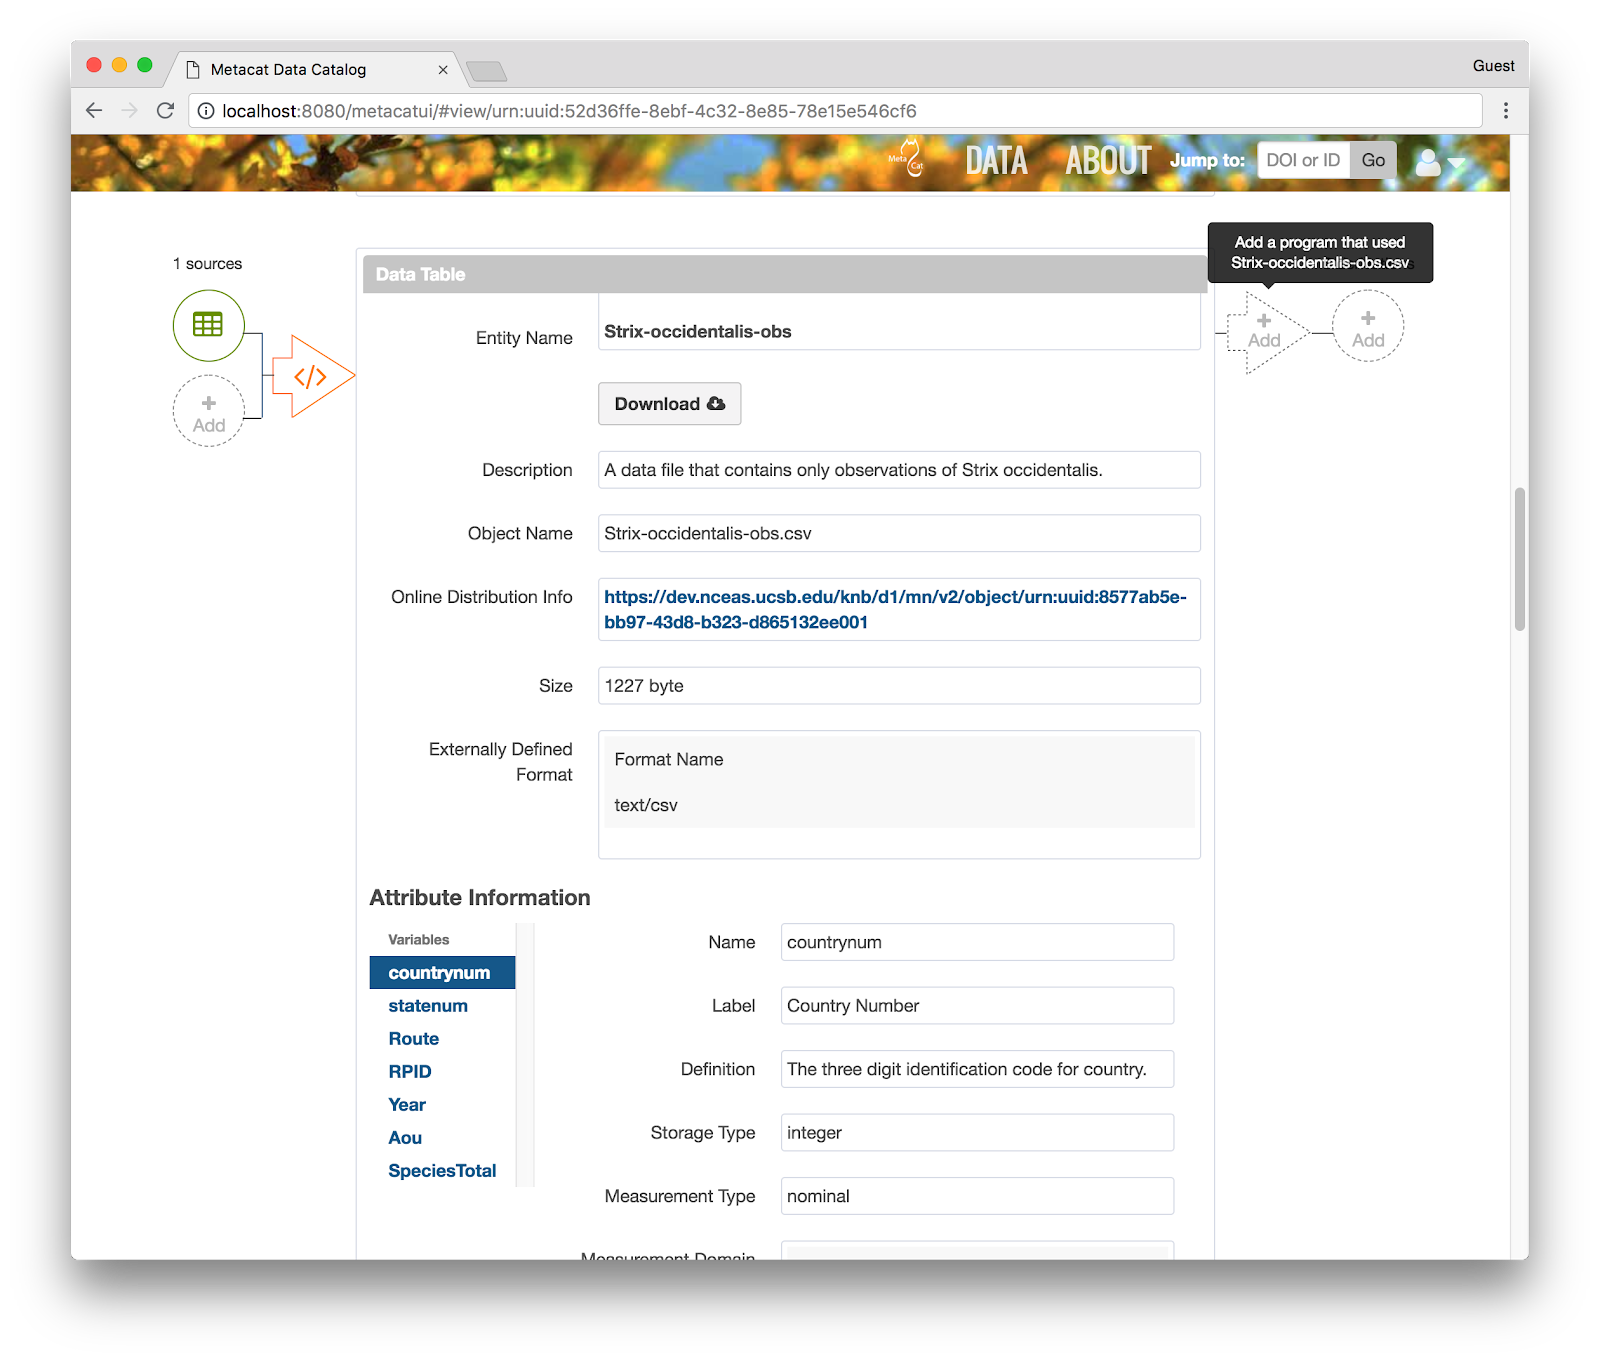 Metacat Data Catalog
Guest
localhost:8080/metacatui/#view/urn:uuid:52d36ffe-8ebf-4c32-8e85-78e15e546cf6
Meta Cat
DATA
ABOUT
Jump to:
DOI or ID
Go
1 sources
Add a program that used
Strix-occidentalis-obs.csv
Data Table
Add
Add
Add
</>
Entity Name
Strix-occidentalis-obs
Download
Description
A data file that contains only observations of Strix occidentalis.
Object Name
Strix-occidentalis-obs.csv
Online Distribution Info
https://dev.nceas.ucsb.edu/knb/d1/mn/v2/object/urn:uuid:8577ab5e-
bb97-43d8-b323-d865132ee001
Size
1227 byte
Externally Defined
Format
Format Name
text/csv
Attribute Information
Variables
countrynum
statenum
Route
RPID
Year
Aou
SpeciesTotal
Name
countrynum
Label
Country Number
Definition
The three digit identification code for country.
Storage Type
integer
Measurement Type
nominal
Measurement Domain